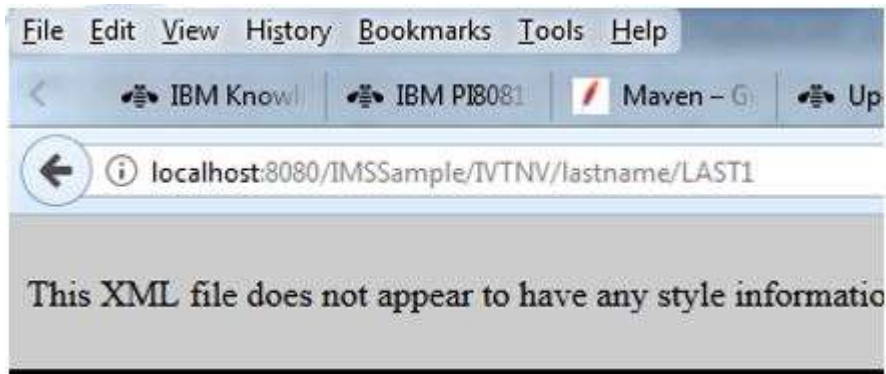 File Edit View History Bookmarks Tools Help
IBM Knowl IBM PI8081 Maven – G Up
localhost:8080/IMSSample/IVTNV/lastname/LAST1
This XML file does not appear to have any style informatio